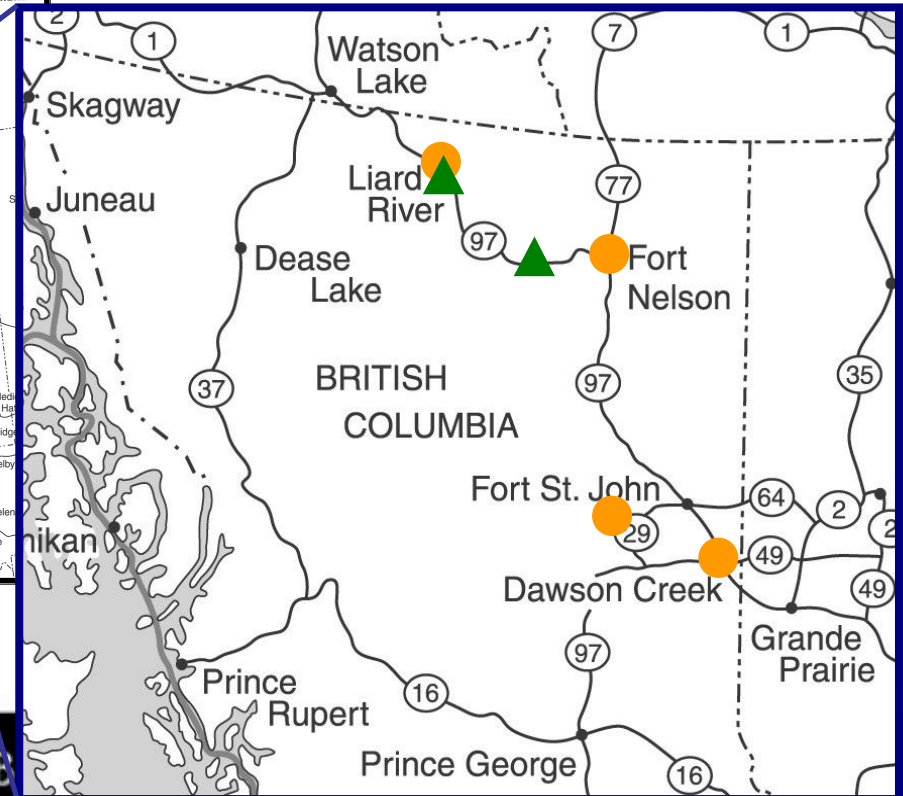 2
1
7
1
Watson
Lake
Skagway
Liard
River
77
Juneau
97
Fort
Nelson
Dease
Lake
BRITISH
COLUMBIA
37
97
35
Fort St. John
64
2
29
49
Dawson Creek
49
Grande
Prairie
97
Prince
Rupert
16
Prince George
16